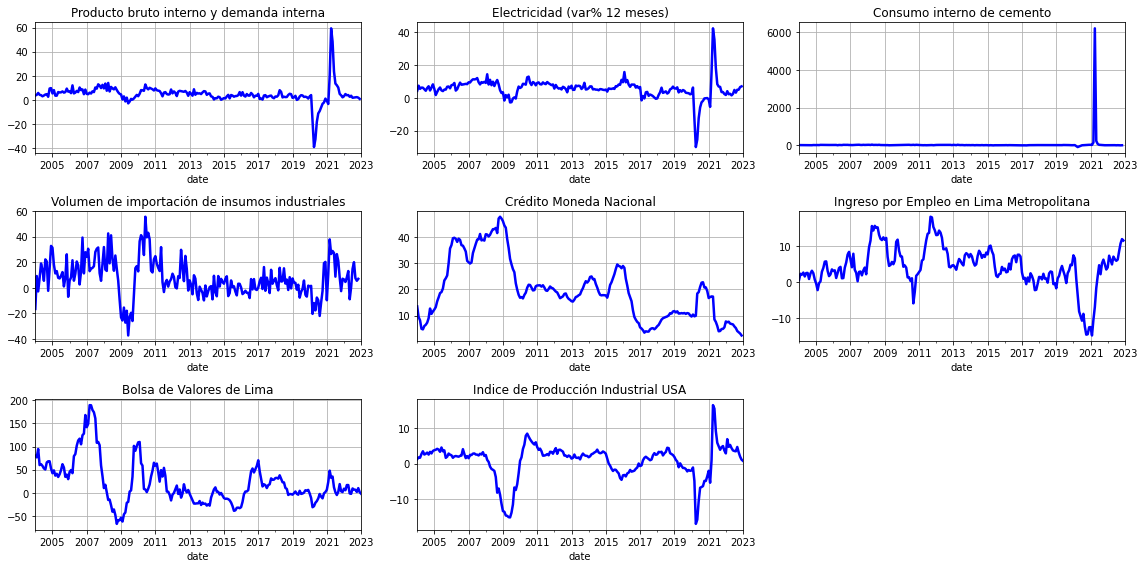 Producto bruto interno y demanda interna
60
40
20
0
−20
−40
2005 2007 2009 2011 2013 2015 2017 2019 2021 2023
date
Electricidad (var% 12 meses)
40
20
0
−20
2005 2007 2009 2011 2013 2015 2017 2019 2021 2023
date
Consumo interno de cemento
6000
4000
2000
0
2005 2007 2009 2011 2013 2015 2017 2019 2021 2023
date
Volumen de importación de insumos industriales
60
40
20
0
−20
−40
2005 2007 2009 2011 2013 2015 2017 2019 2021 2023
date
Crédito Moneda Nacional
40
30
20
10
2005 2007 2009 2011 2013 2015 2017 2019 2021 2023
date
Ingreso por Empleo en Lima Metropolitana
10
0
−10
2005 2007 2009 2011 2013 2015 2017 2019 2021 2023
date
Bolsa de Valores de Lima
200
150
100
50
0
−50
2005 2007 2009 2011 2013 2015 2017 2019 2021 2023
date
Indice de Producción Industrial USA
10
0
−10
2005 2007 2009 2011 2013 2015 2017 2019 2021 2023
date